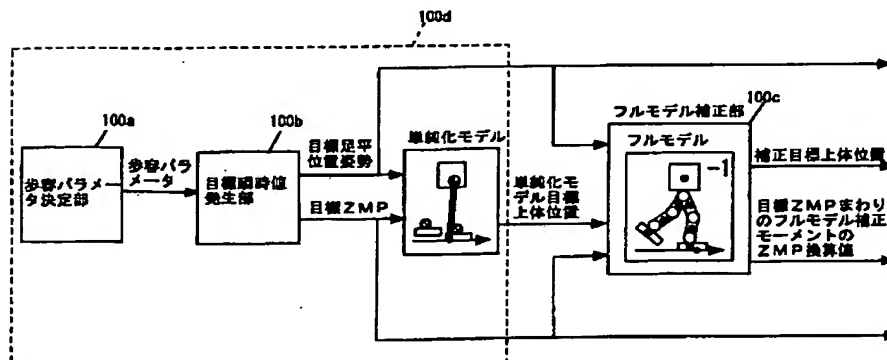 100d
100a
歩容パラメータ決定部
歩容パラ
メータ
100b
目標瞬時値
発生部
目標足平
位置姿勢
目標ZMP
単純化モデル
単純化モ
デル目標
上体位置
100c
フルモデル補正部
フルモデル
-1
補正目標上体位置
目標ZMPまわり
のフルモデル補正
モーメントの
ZMP換算値